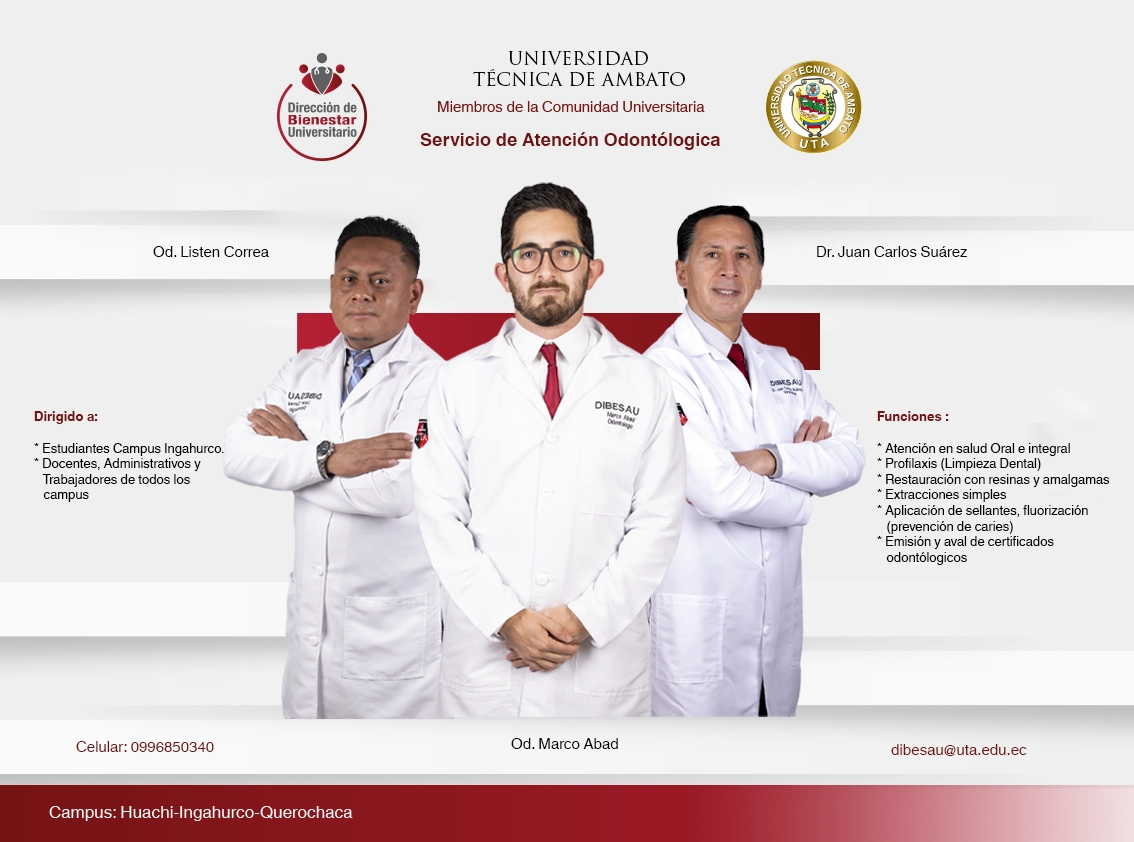 UNIVERSIDAD
TÉCNICA DE AMBATO
Miembros de la Comunidad Universitaria
Servicio de Atención Odontólogica
Dirección de
Bienestar
Universitario
UNIVERSIDAD TECNICA DE AMBATO
UTA
Od. Listen Correa
Dr. Juan Carlos Suárez
Dirigido a:
* Estudiantes Campus Ingahurco.
* Docentes, Administrativos y
Trabajadores de todos los
campus
DIBESAU
DIBESAU
Marco Abad
Odontólogo
UTA
DIBESAU
Funciones :
* Atención en salud Oral e integral
* Profilaxis (Limpieza Dental)
* Restauración con resinas y amalgamas
* Extracciones simples
* Aplicación de sellantes, fluorización
(prevención de caries)
* Emisión y aval de certificados
odontólogicos
Celular: 0996850340
Od. Marco Abad
dibesau@uta.edu.ec
Campus: Huachi-Ingahurco-Querochaca